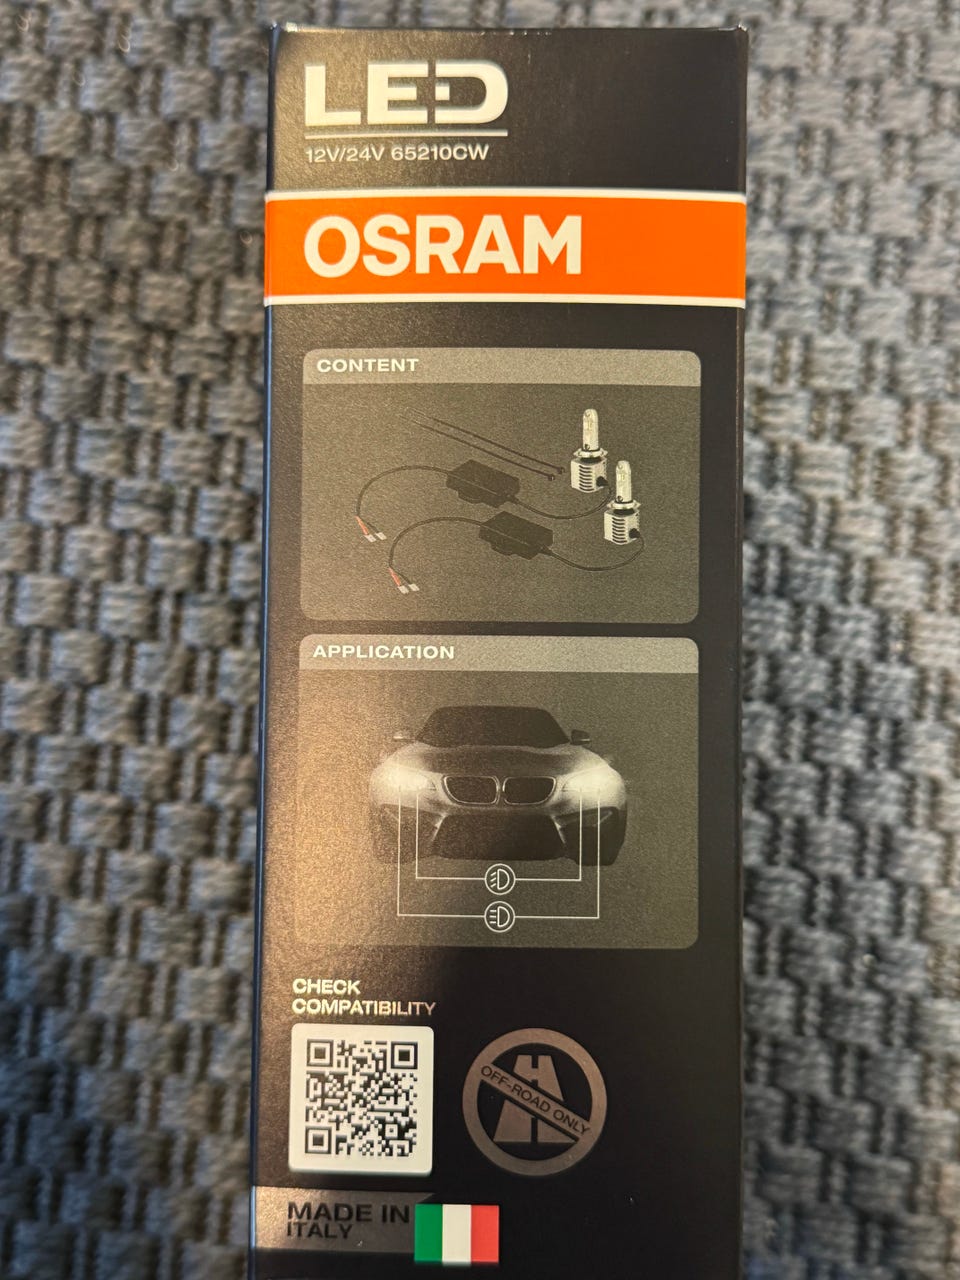 LED
12V/24V 65210CW
OSRAM
CONTENT
APPLICATION
CHECK
COMPATIBILITY
OFF-ROAD ONLY
MADE IN
ITALY